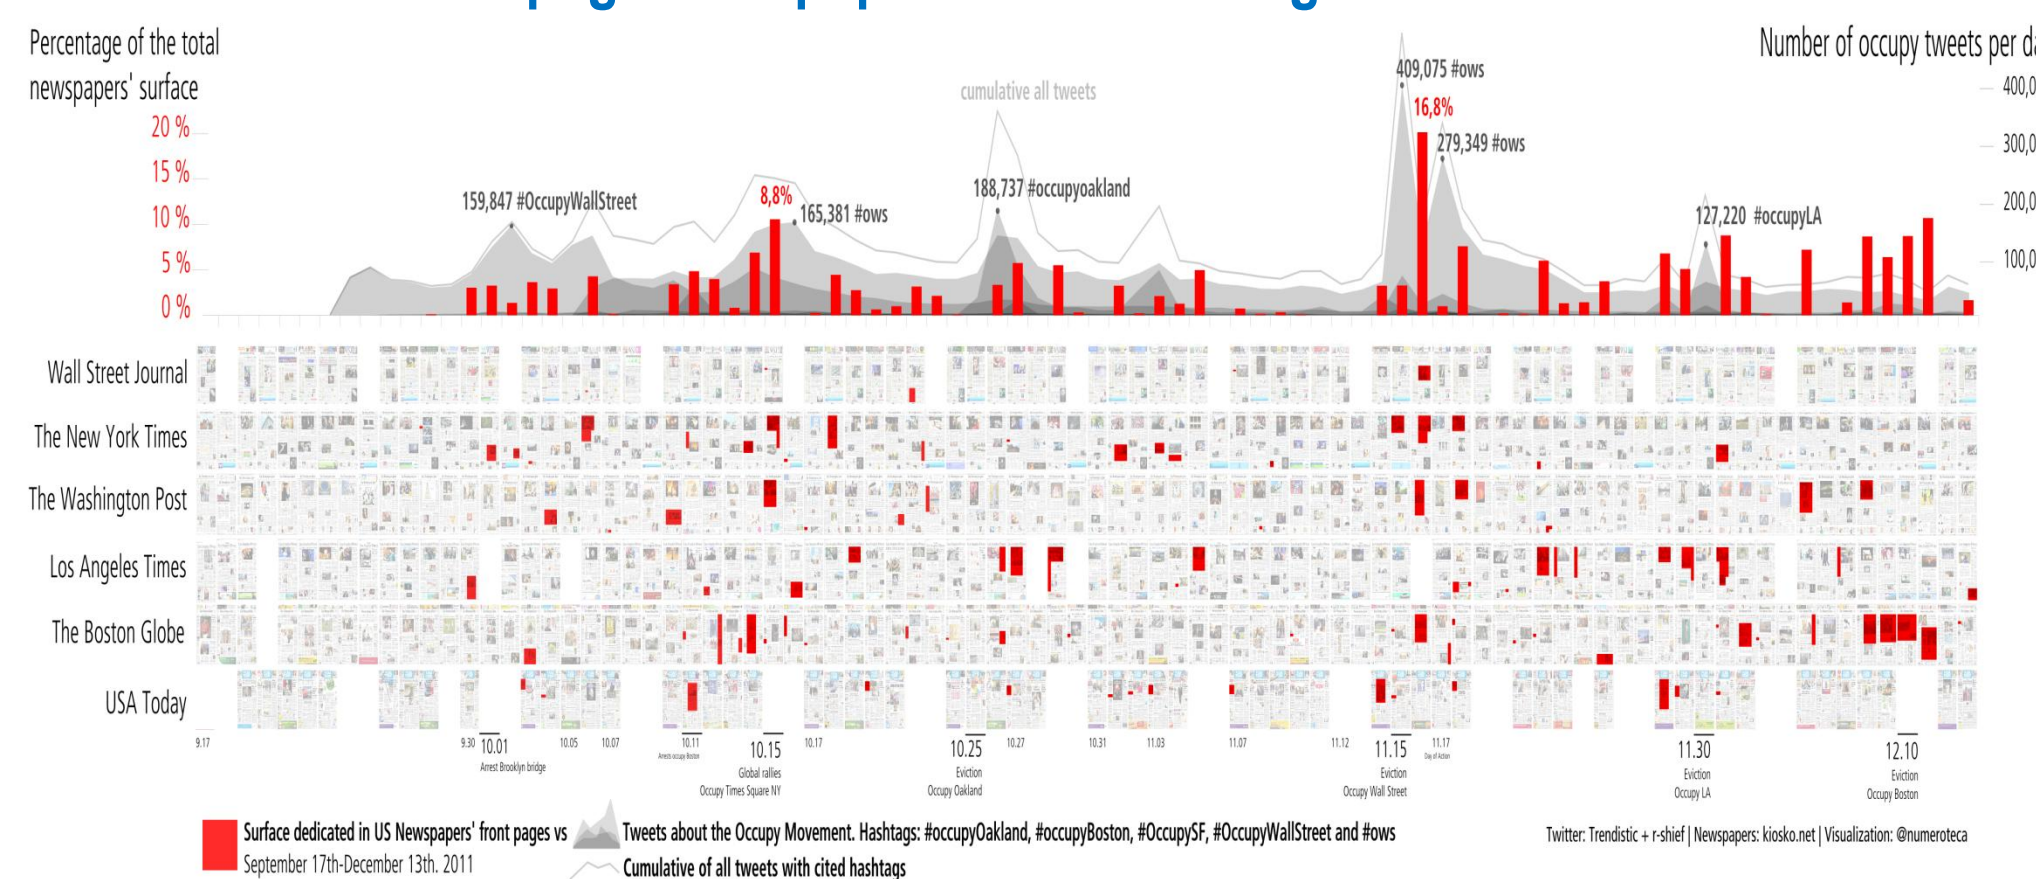 Percentage of the total
newspapers' surface
Number of occupy tweets per da
20 %
15 %
10 %
5 %
0 %
400,0
300,0
200,0
100,0
cumulative all tweets
409,075 #ows
16,8%
279,349 #ows
159,847 #OccupyWallStreet
8,8%
165,381 #ows
188,737 #occupyoakland
127,220 #occupyLA
Wall Street Journal
The New York Times
The Washington Post
Los Angeles Times
The Boston Globe
USA Today
9.17
9.30
10.01
Arrest Brooklyn bridge
10.05
10.07
10.11
Arrests occupy Boston
10.15
Global rallies
Occupy Times Square NY
10.17
10.25
Eviction
Occupy Oakland
10.27
10.31
11.03
11.07
11.12
11.15
Eviction
Occupy Wall Street
11.17
Day of Action
11.30
Eviction
Occupy LA
12.10
Eviction
Occupy Boston
Surface dedicated in US Newspapers' front pages vs
September 17th-December 13th. 2011
Tweets about the Occupy Movement. Hashtags: #occupyOakland, #occupyBoston, #OccupySF, #OccupyWallStreet and #ows
Cumulative of all tweets with cited hashtags
Twitter: Trendistic + r-shief | Newspapers: kiosko.net | Visualization: @numeroteca